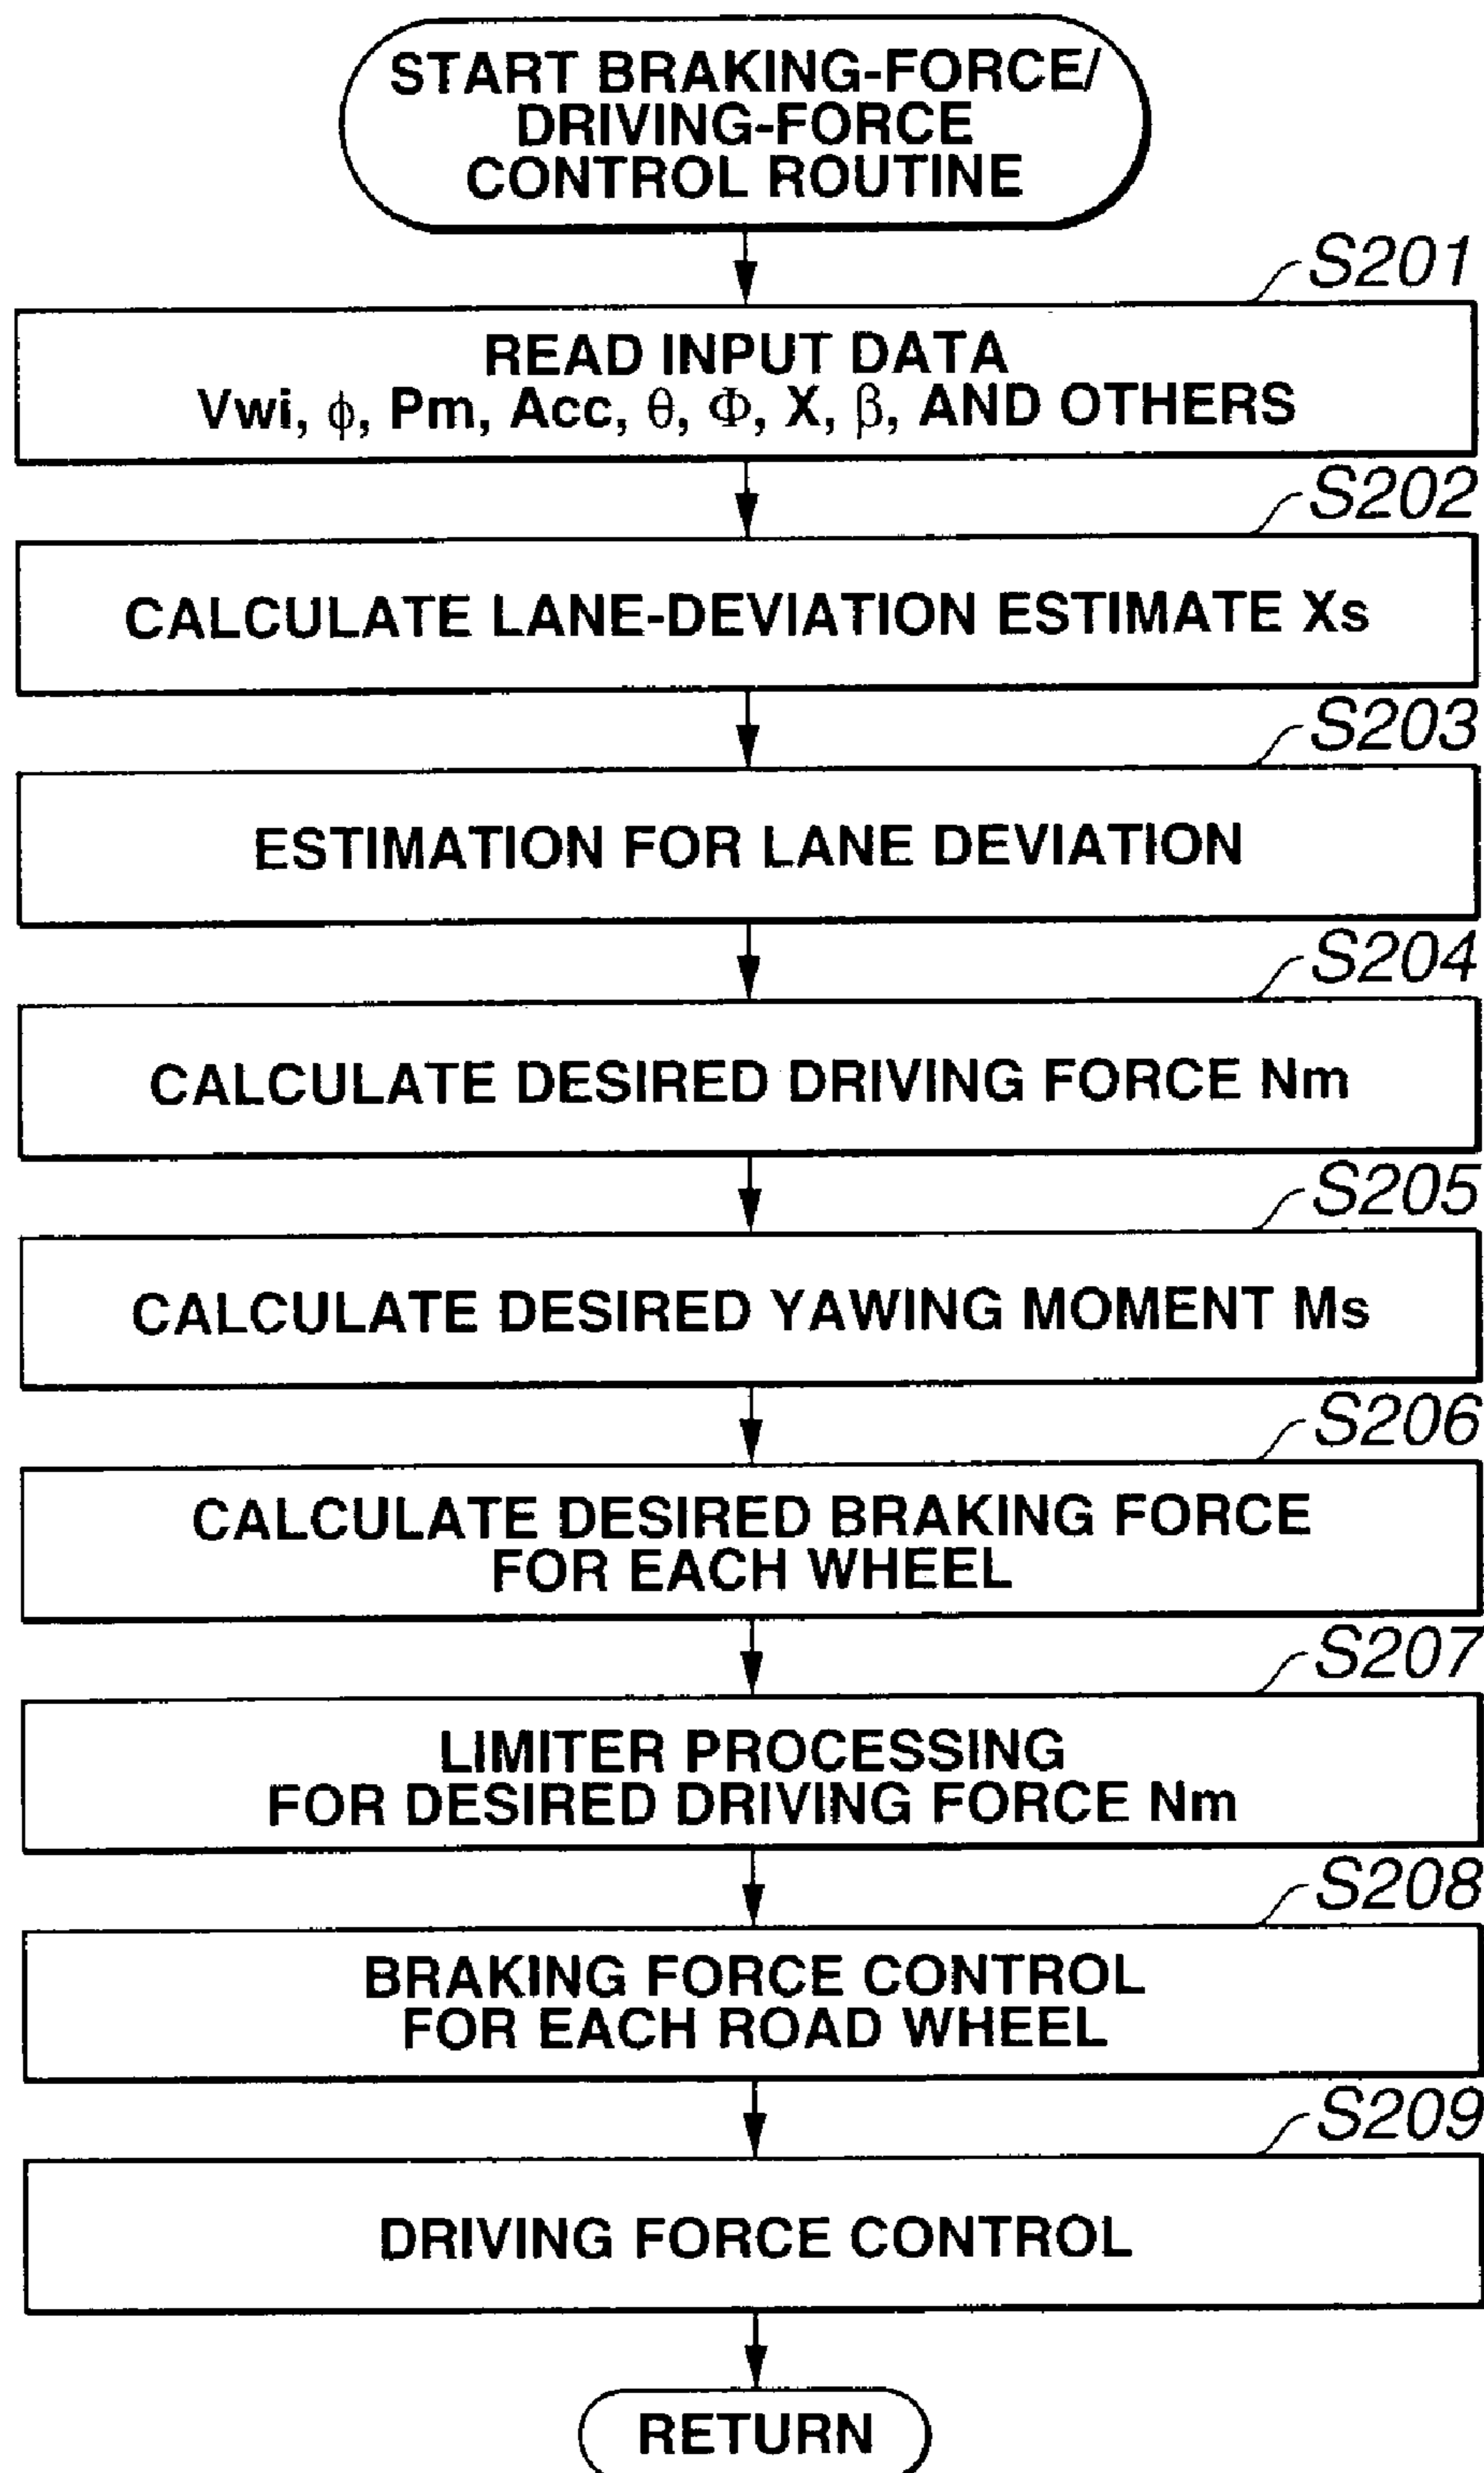 START BRAKING-FORCE/
DRIVING-FORCE
CONTROL ROUTINE
S201
READ INPUT DATA
Vwi, ϕ, Pm, Acc, θ, Φ, X, β, AND OTHERS
S202
CALCULATE LANE-DEVIATION ESTIMATE Xs
S203
ESTIMATION FOR LANE DEVIATION
S204
CALCULATE DESIRED DRIVING FORCE Nm
S205
CALCULATE DESIRED YAWING MOMENT Ms
S206
CALCULATE DESIRED BRAKING FORCE
FOR EACH WHEEL
S207
LIMITER PROCESSING
FOR DESIRED DRIVING FORCE Nm
S208
BRAKING FORCE CONTROL
FOR EACH ROAD WHEEL
S209
DRIVING FORCE CONTROL
RETURN